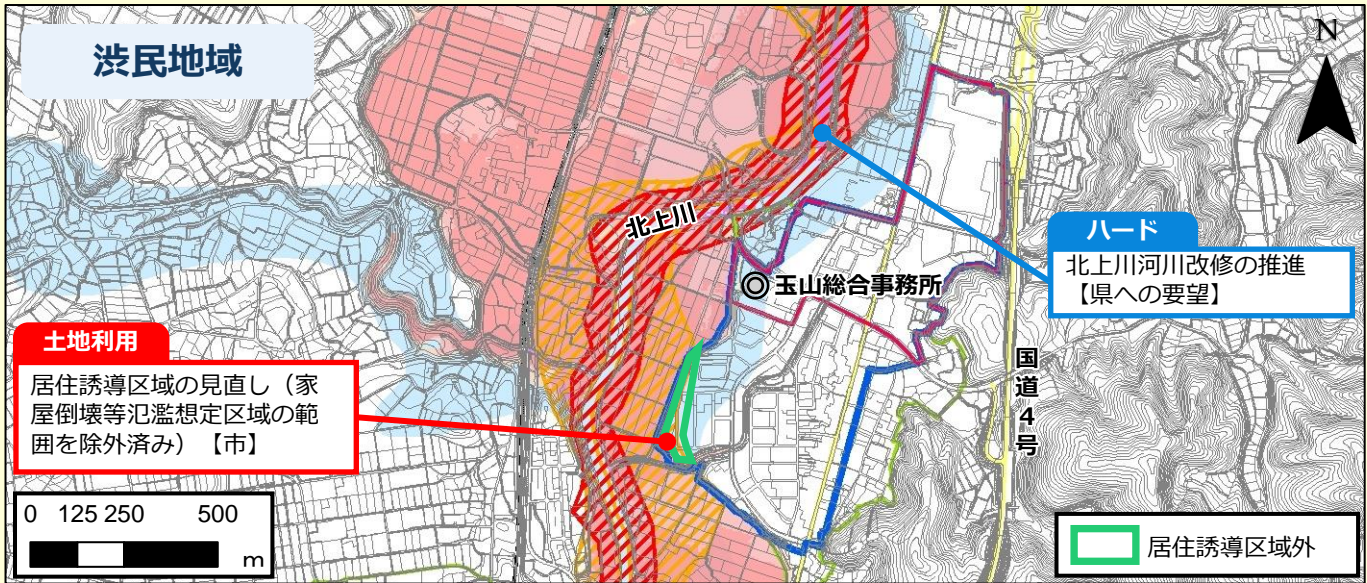 渋民地域
N
北上川
ハード
北上川河川改修の推進
【県への要望】
玉山総合事務所
土地利用
居住誘導区域の見直し（家
屋倒壊等氾濫想定区域の範
囲を除外済み）【市】
国道4号
0 125 250 500
m
居住誘導区域外